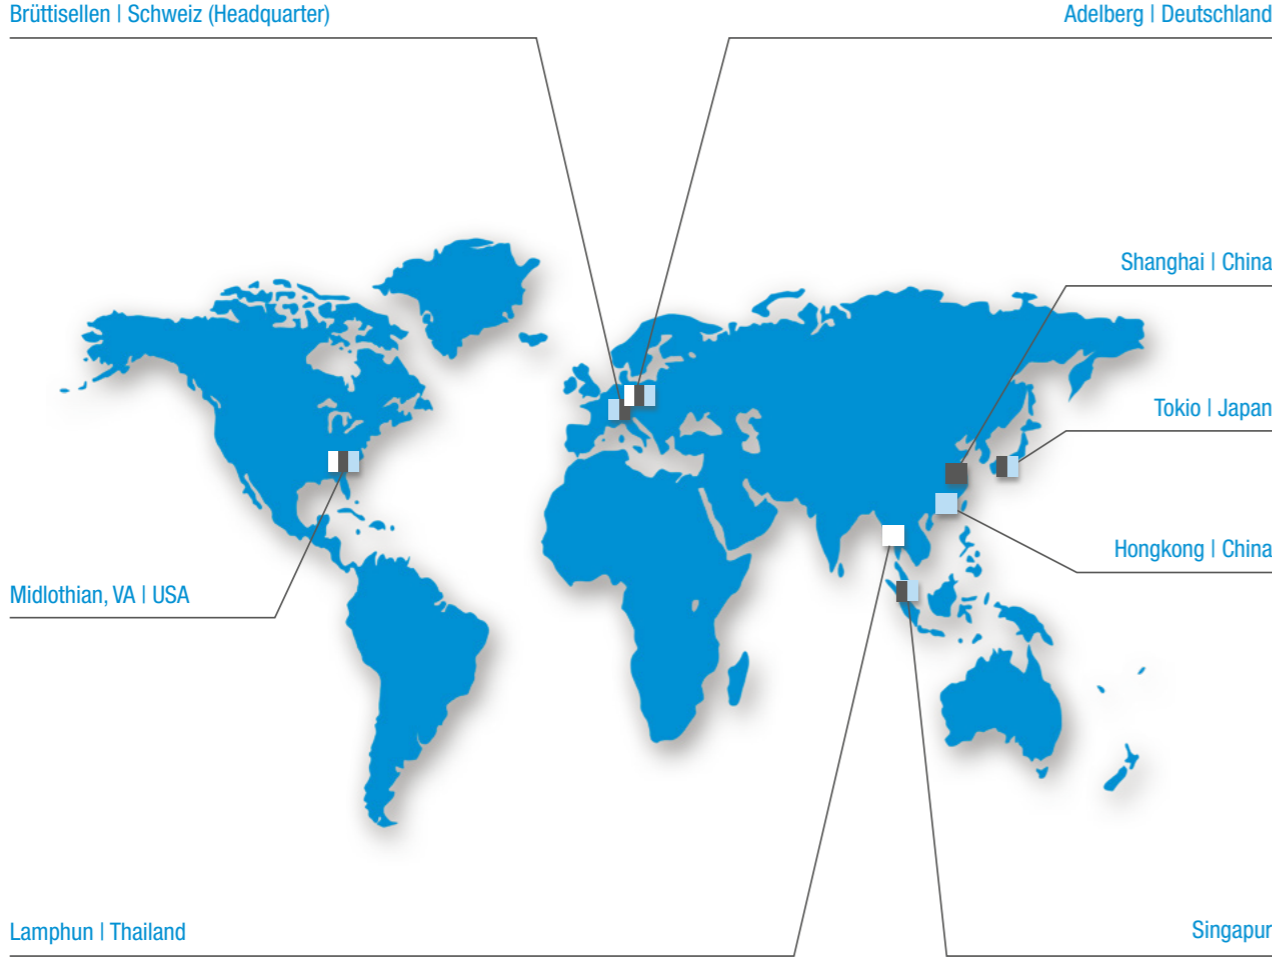 Brüttisellen | Schweiz (Headquarter)
Adelberg | Deutschland
Shanghai | China
Tokio | Japan
Hongkong | China
Midlothian, VA | USA
Lamphun | Thailand
Singapur